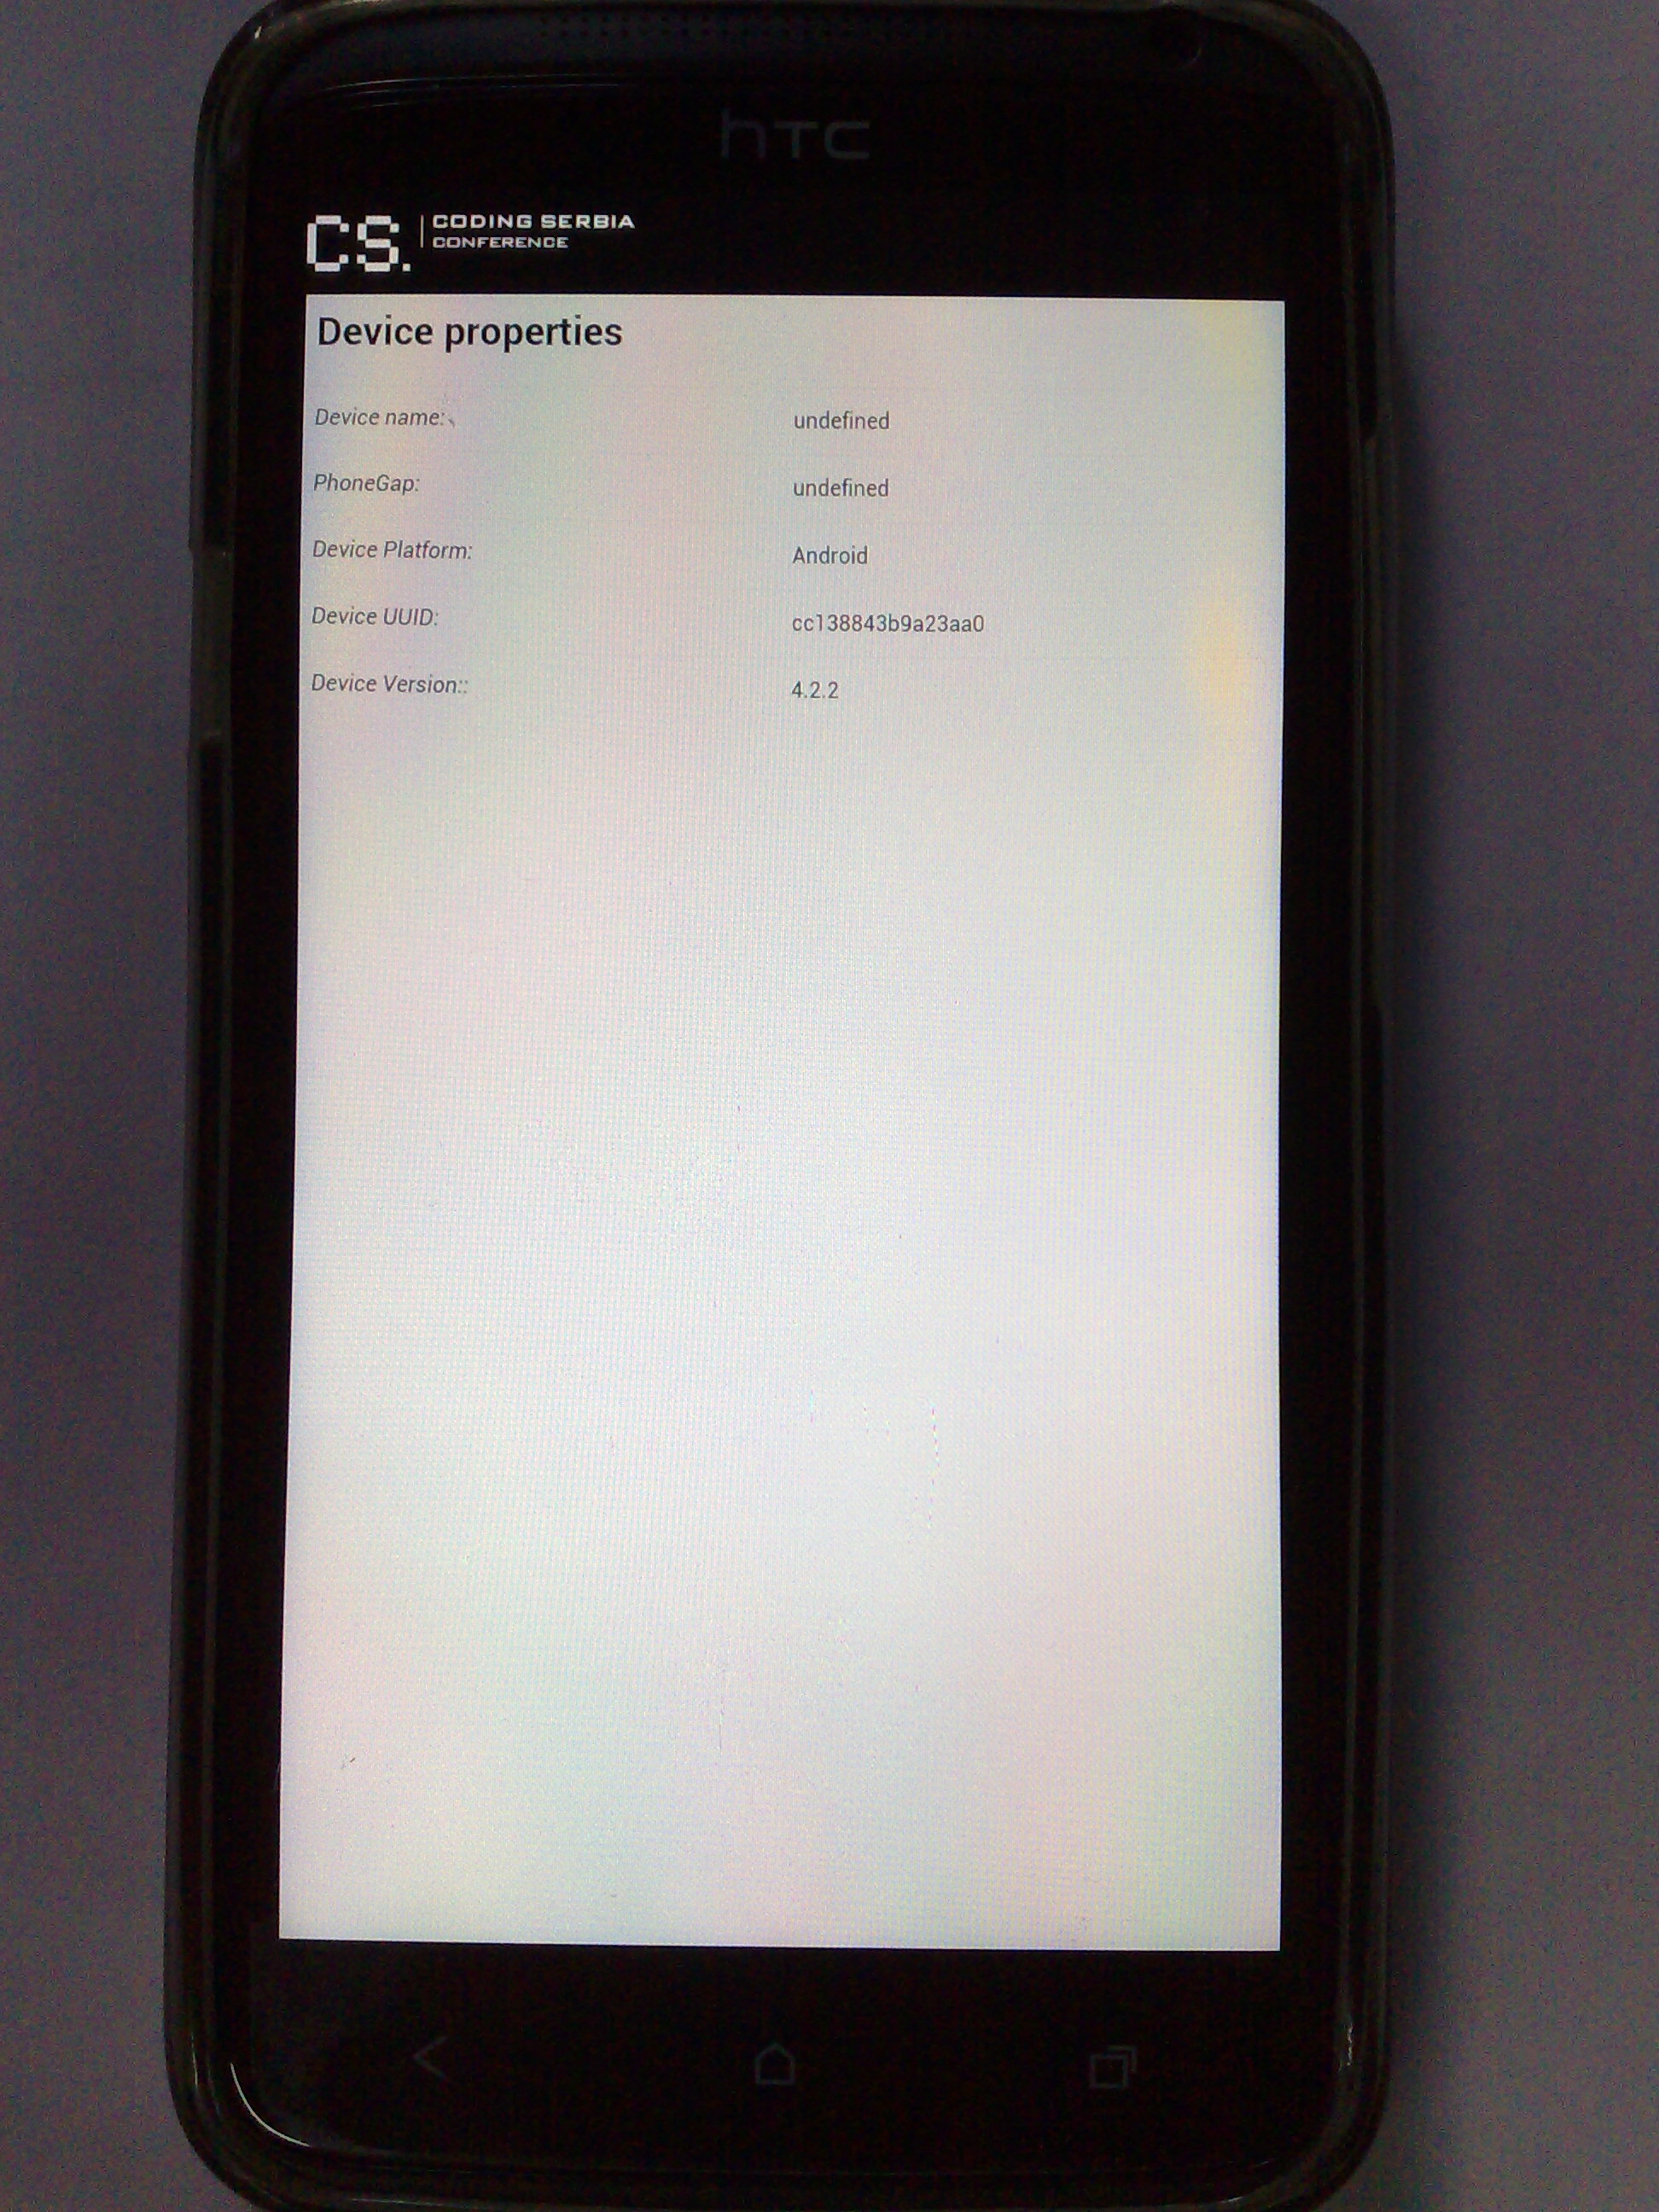 hTC
CS.
CODING SERBIA
CONFERENCE
Device properties
Device name: undefined
PhoneGap: undefined
Device Platform: Android
Device UUID: cc138843b9a23aa0
Device Version:: 4.2.2